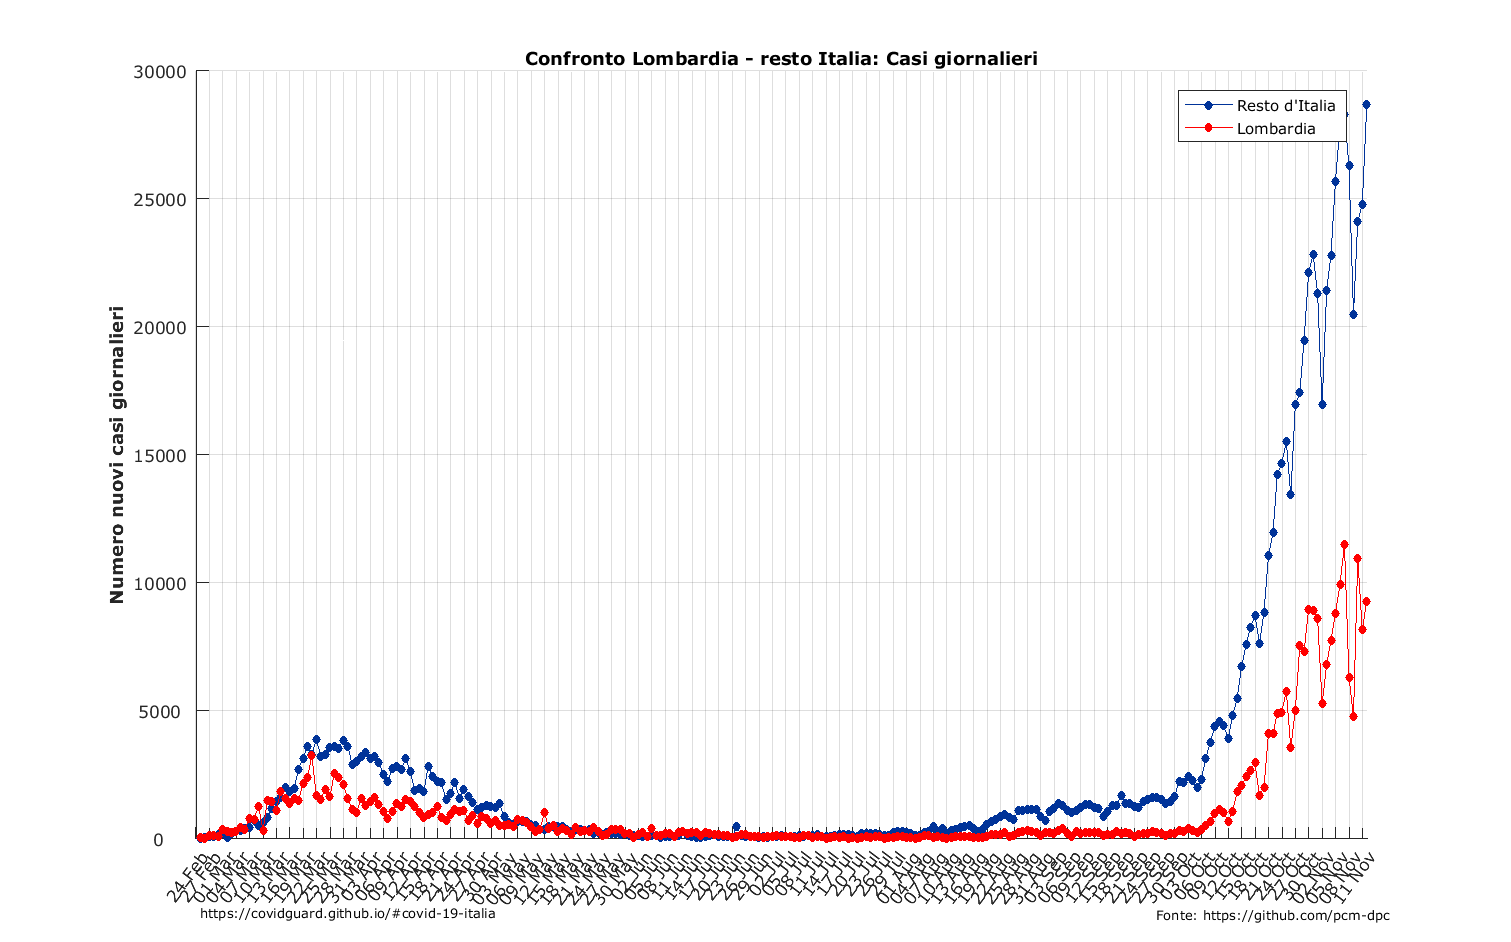 Confronto Lombardia - resto Italia: Casi giornalieri
Resto d'Italia
Lombardia
Numero nuovi casi giornalieri
30000
25000
20000
15000
10000
5000
0
24 Feb
27 Feb
01 Mar
04 Mar
07 Mar
10 Mar
13 Mar
16 Mar
19 Mar
22 Mar
25 Mar
28 Mar
31 Mar
03 Apr
06 Apr
09 Apr
12 Apr
15 Apr
18 Apr
21 Apr
24 Apr
27 Apr
30 Apr
03 May
06 May
09 May
12 May
15 May
18 May
21 May
24 May
27 May
30 May
02 Jun
05 Jun
08 Jun
11 Jun
14 Jun
17 Jun
20 Jun
23 Jun
26 Jun
29 Jun
02 Jul
05 Jul
08 Jul
11 Jul
14 Jul
17 Jul
20 Jul
23 Jul
26 Jul
29 Jul
01 Aug
04 Aug
07 Aug
10 Aug
13 Aug
16 Aug
19 Aug
22 Aug
25 Aug
28 Aug
31 Aug
03 Sep
06 Sep
09 Sep
12 Sep
15 Sep
18 Sep
21 Sep
24 Sep
27 Sep
30 Sep
03 Oct
06 Oct
09 Oct
12 Oct
15 Oct
18 Oct
21 Oct
24 Oct
27 Oct
30 Oct
02 Nov
05 Nov
08 Nov
11 Nov
https://covidguard.github.io/#covid-19-italia
Fonte: https://github.com/pcm-dpc